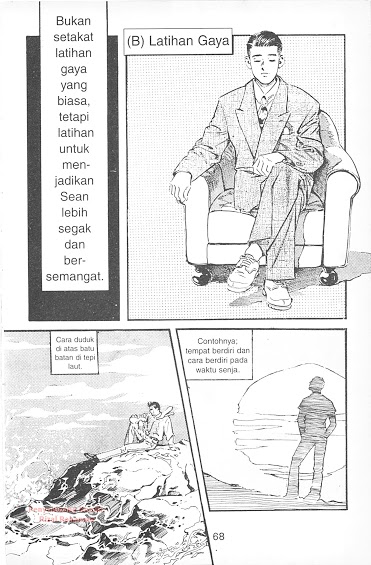 Bukan
setakat
latihan
gaya
yang
biasa,
tetapi
latihan
untuk
men-
jadikan
Sean
lebih
segak
dan
ber-
semangat.
(B) Latihan Gaya
Cara duduk
di atas batu
batan di tepi
laut.
Contohnya;
tempat berdiri dan
cara berdiri pada
waktu senja.
68